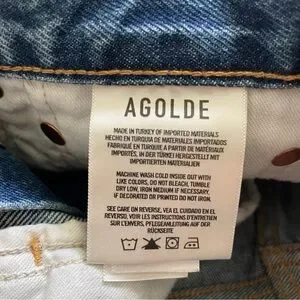 AGOLDE
MADE IN TURKEY OF IMPORTED MATERIALS
HECHO EN TURQUIA DE MATERIALES IMPORTADOS
FABRIQUÉ EN TURQUIE A PARTIR DE MATÉRIAUX
IMPORTÉS, IN DER TÜRKEI HERGESTELLT MIT
IMPORTIERTEN MATERIALIEN
MACHINE WASH COLD INSIDE OUT WITH
LIKE COLORS, DO NOT BLEACH, TUMBLE
DRY LOW, IRON MEDIUM IF NECESSARY,
IF DECORATED OR PRINTED DO NOT IRON.
SEE CARE ON REVERSE, VEA EL CUIDADO EN EL
REVERSO, VOIR LES INSTRUCTIONS D'ENTRETIEN
SUR L'ENVERS, PFLEGEANLEITUNG AUF DER
RÜCKSEITE